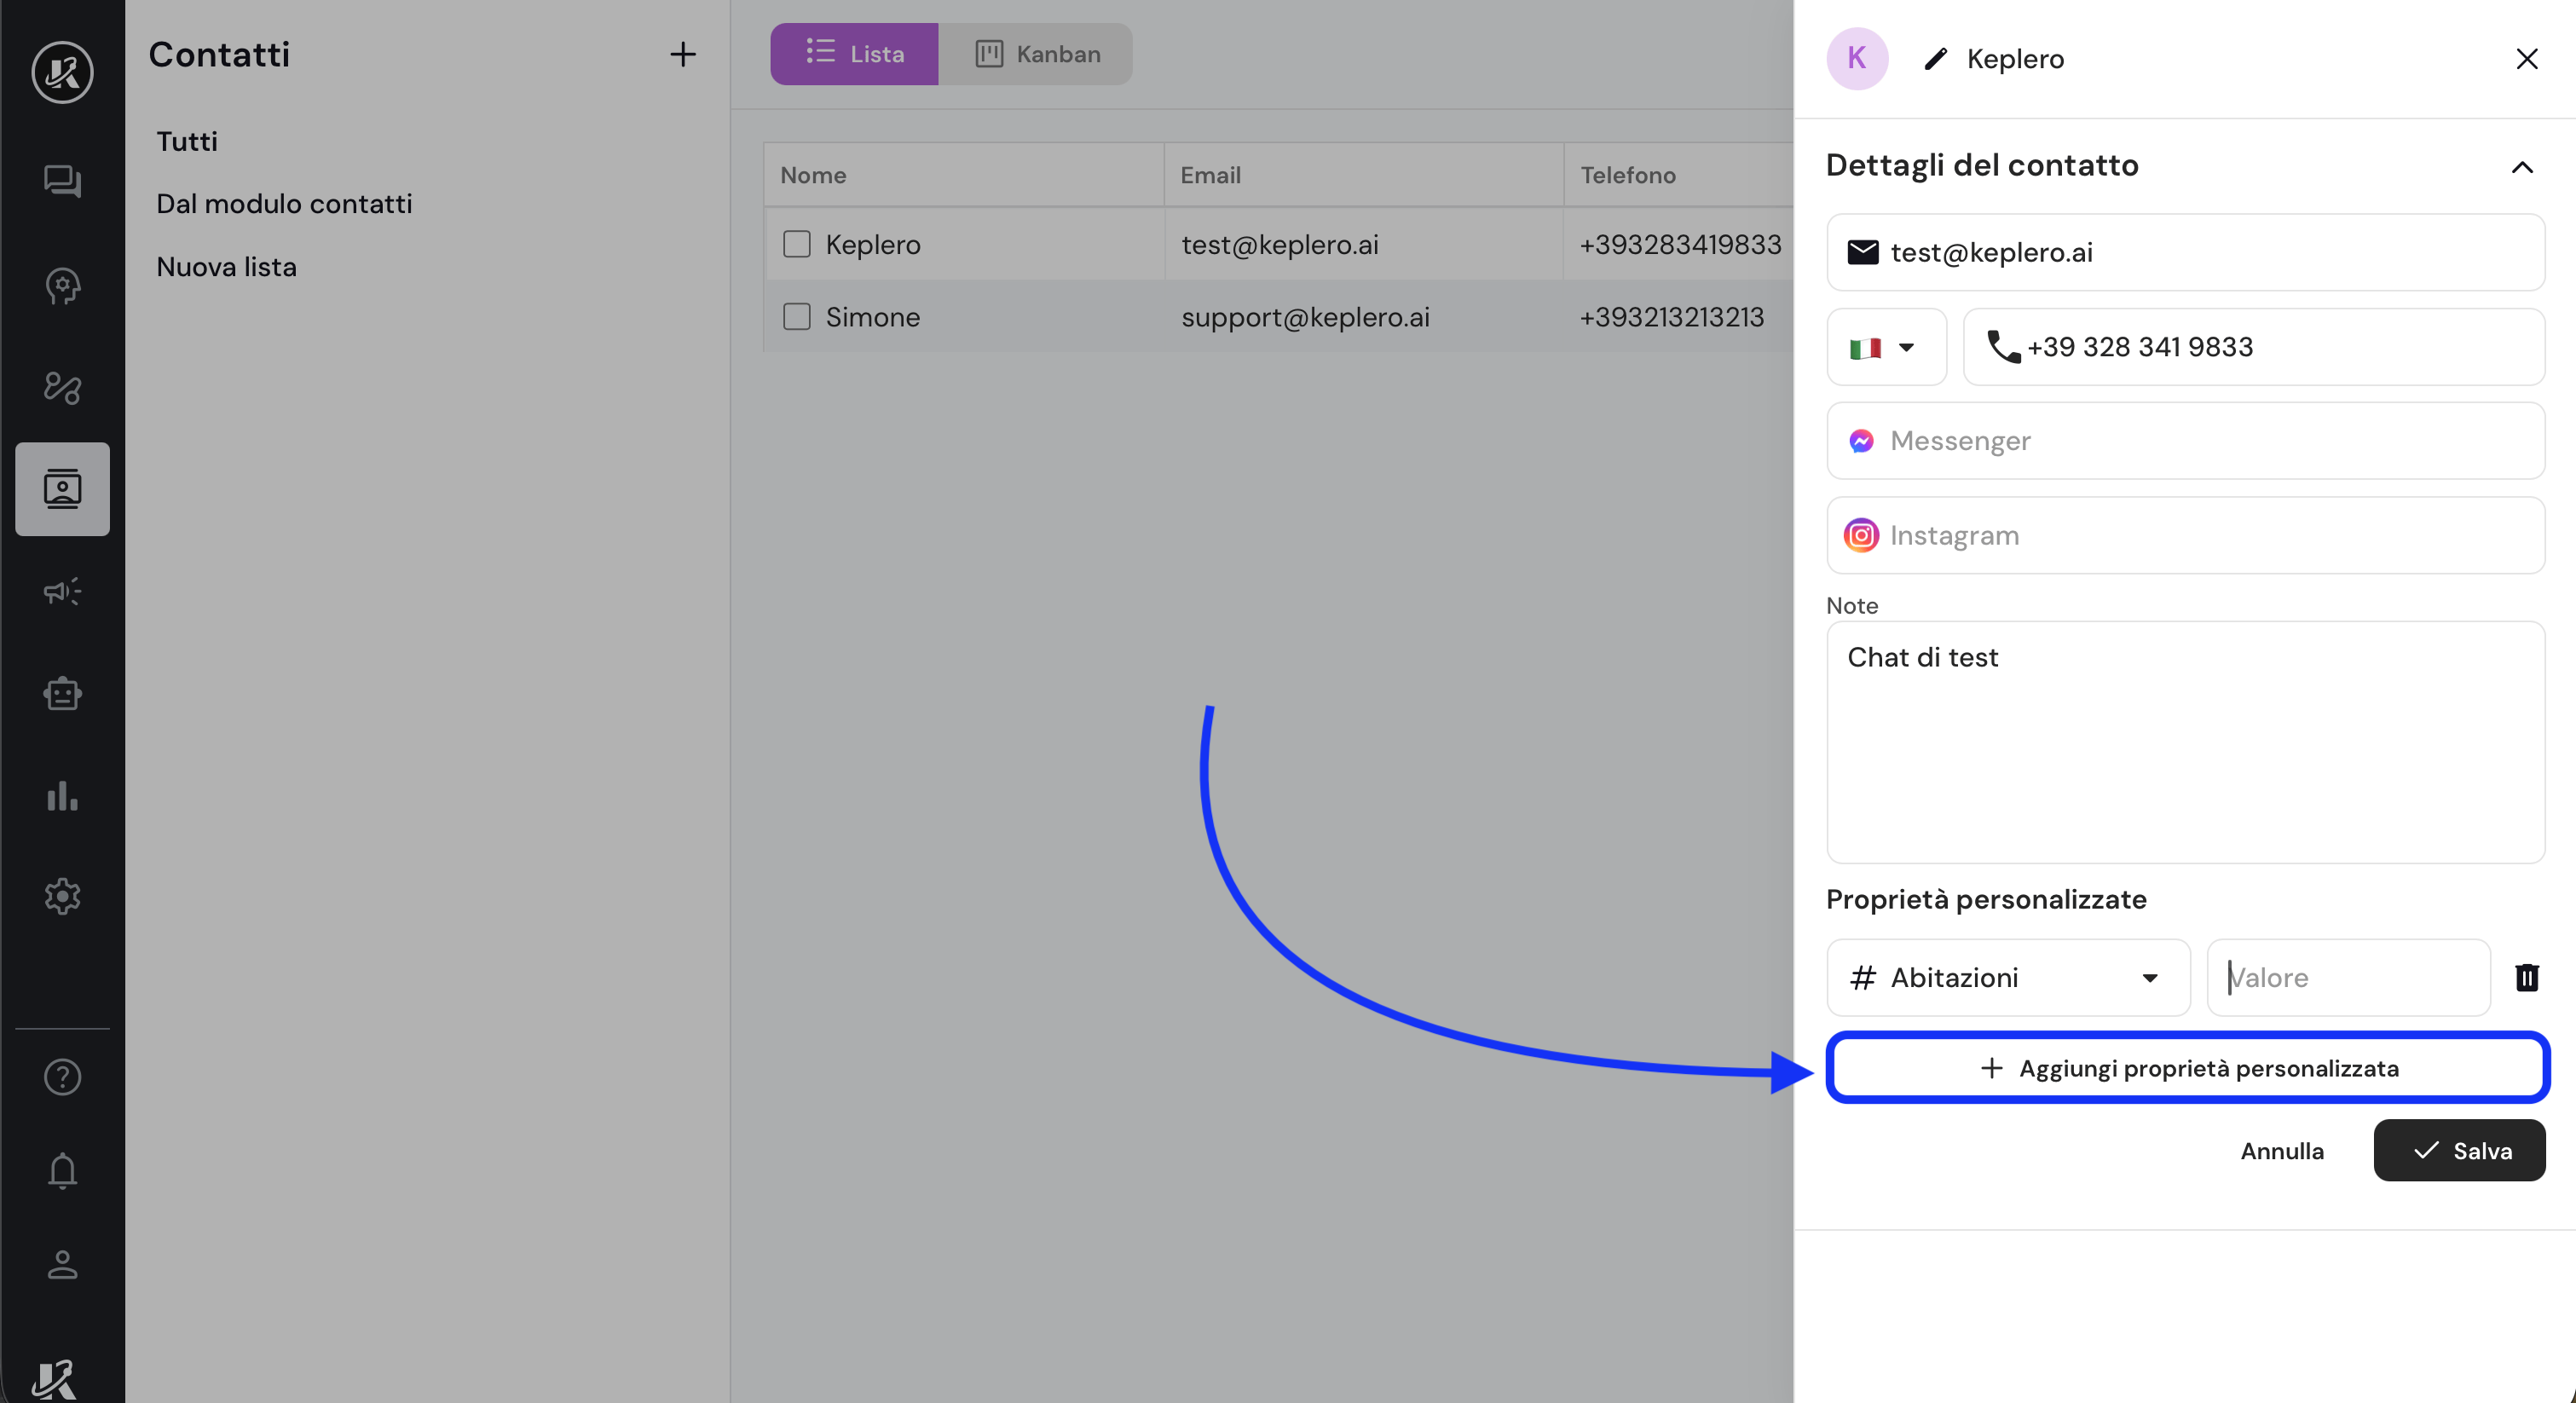 Contatti
Tutti
Dal modulo contatti
Nuova lista
Lista
Kanban
Nome Email Telefono
Keplero test@keplero.ai +393283419833
Simone support@keplero.ai +393213213213
K Keplero
Dettagli del contatto
test@keplero.ai
+39 328 341 9833
Messenger
Instagram
Note
Chat di test
Proprietà personalizzate
# Abitazioni Valore
+ Aggiungi proprietà personalizzata
Annulla Salva